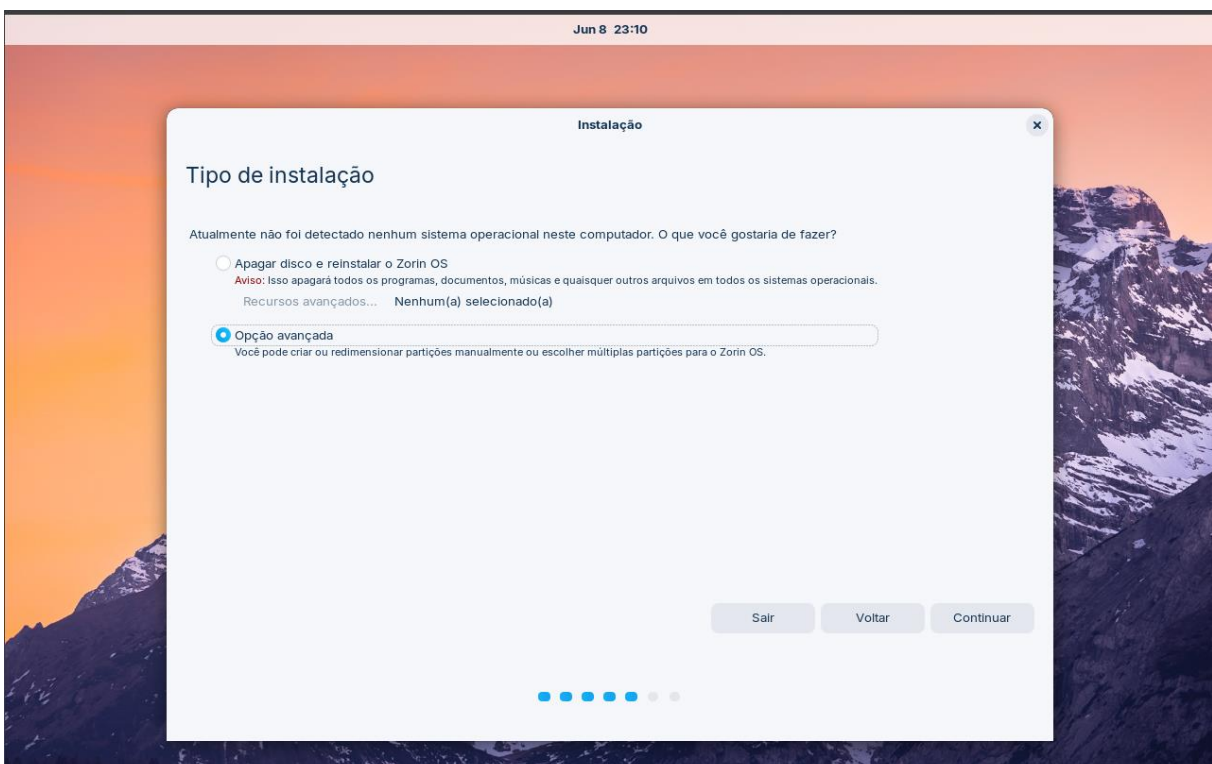 Jun 8 23:10
Instalação
Tipo de instalação
Atualmente não foi detectado nenhum sistema operacional neste computador. O que você gostaria de fazer?
Apagar disco e reinstalar o Zorin OS
Aviso: Isso apagará todos os programas, documentos, músicas e quaisquer outros arquivos em todos os sistemas operacionais.
Recursos avançados... Nenhum(a) selecionado(a)
Opção avançada
Você pode criar ou redimensionar partições manualmente ou escolher múltiplas partições para o Zorin OS.
Sair Voltar Continuar